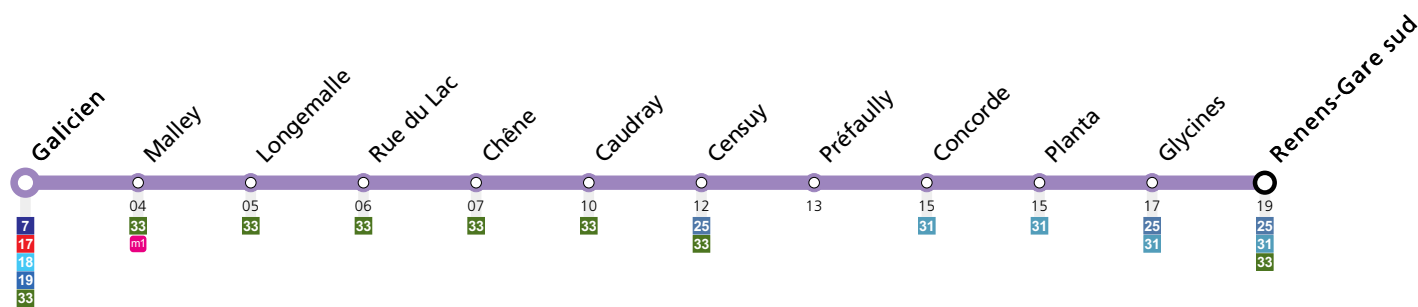 Galicien
Malley
Longemalle
Rue du Lac
Chêne
Caudray
Censuy
Préfaully
Concorde
Planta
Glycines
Renens-Gare sud
04 05 06 07 10 12 13 15 15 17 19
7 33 33 33 33 33 25 31 31 25 25
17 m1 33 31 31
18 33
19
33